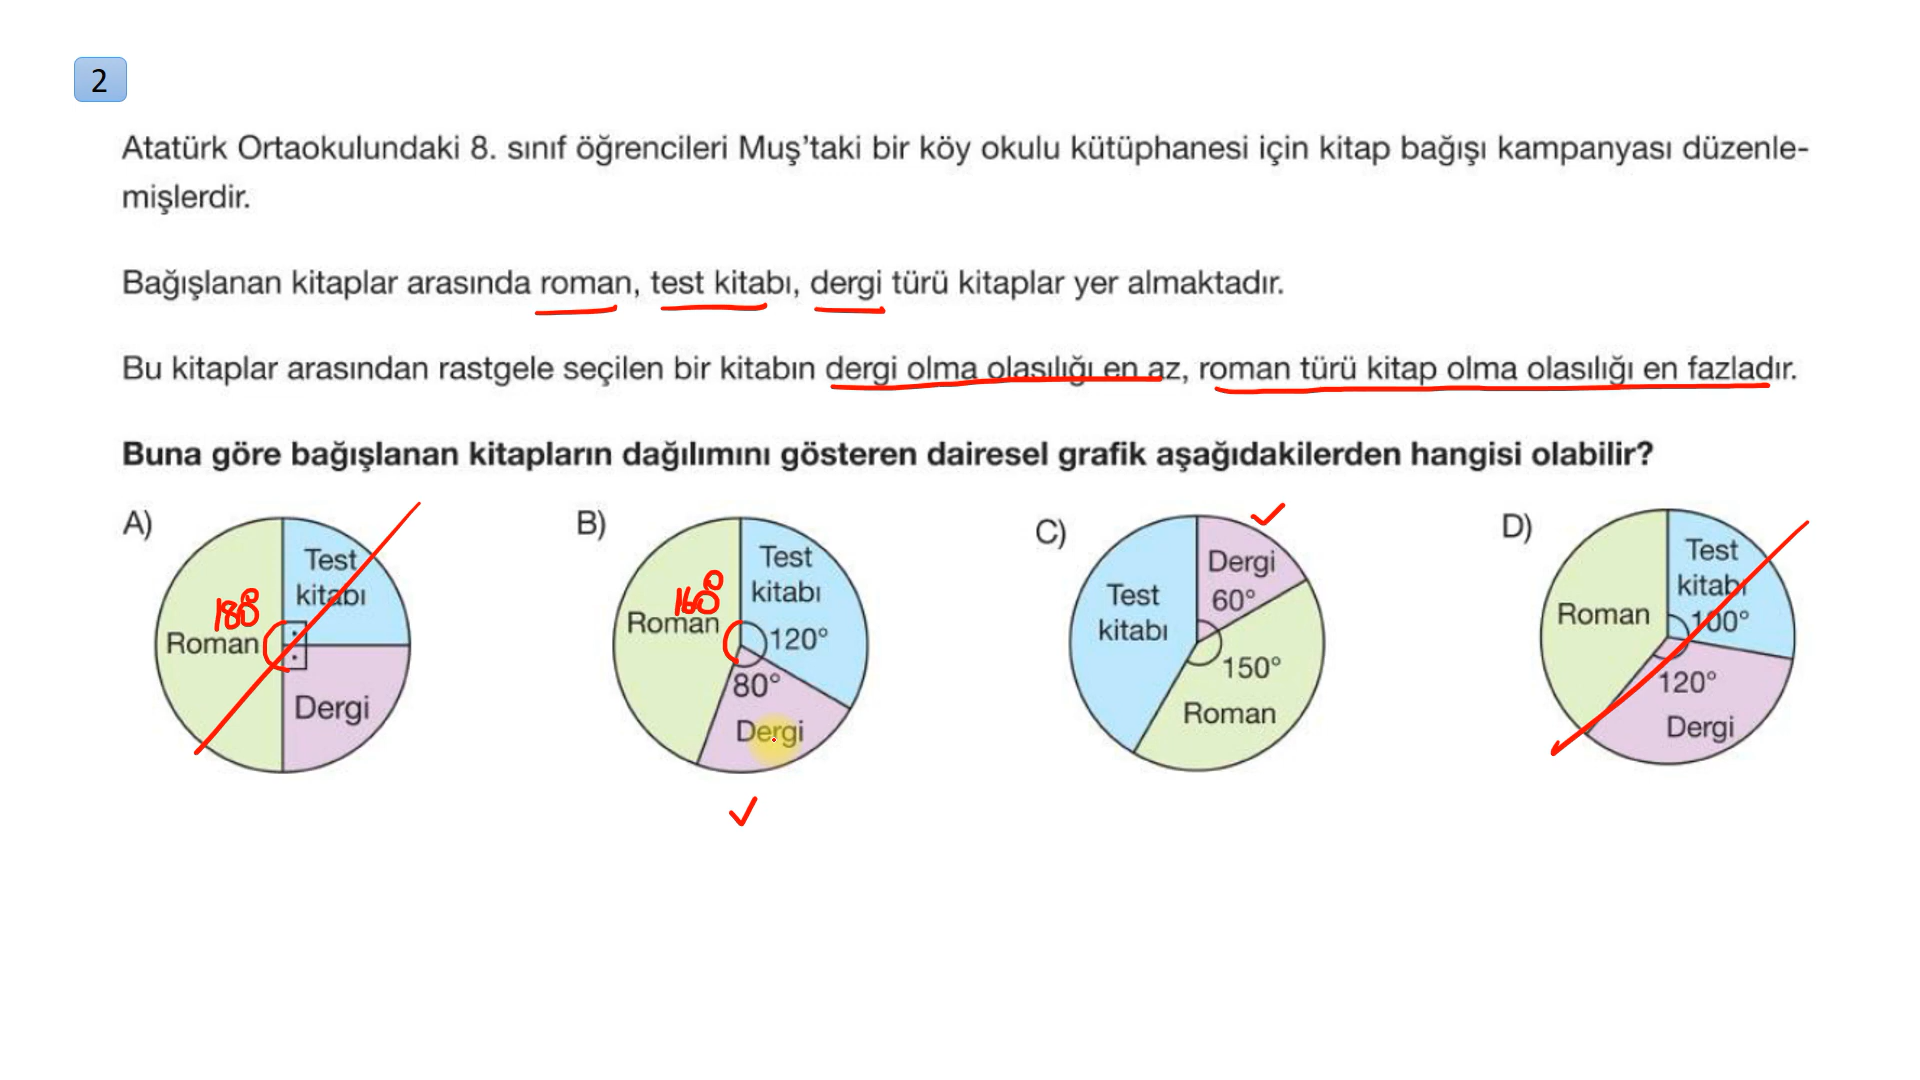 2
Atatürk Ortaokulundaki 8. sınıf öğrencileri Muş’taki bir köy okulu kütüphanesi için kitap bağışı kampanyası düzenle-
mişlerdir.
Bağışlanan kitaplar arasında roman, test kitabı, dergi türü kitaplar yer almaktadır.
Bu kitaplar arasından rastgele seçilen bir kitabın dergi olma olasılığı en az, roman türü kitap olma olasılığı en fazladır.
Buna göre bağışlanan kitapların dağılımını gösteren dairesel grafik aşağıdakilerden hangisi olabilir?
A)
Test
kitabı
180°
Roman
Dergi
B)
Test
kitabı
160°
Roman
120°
80°
Dergi
C)
Dergi
60°
Test
kitabı
150°
Roman
D)
Test
kitabı
100°
Roman
120°
Dergi